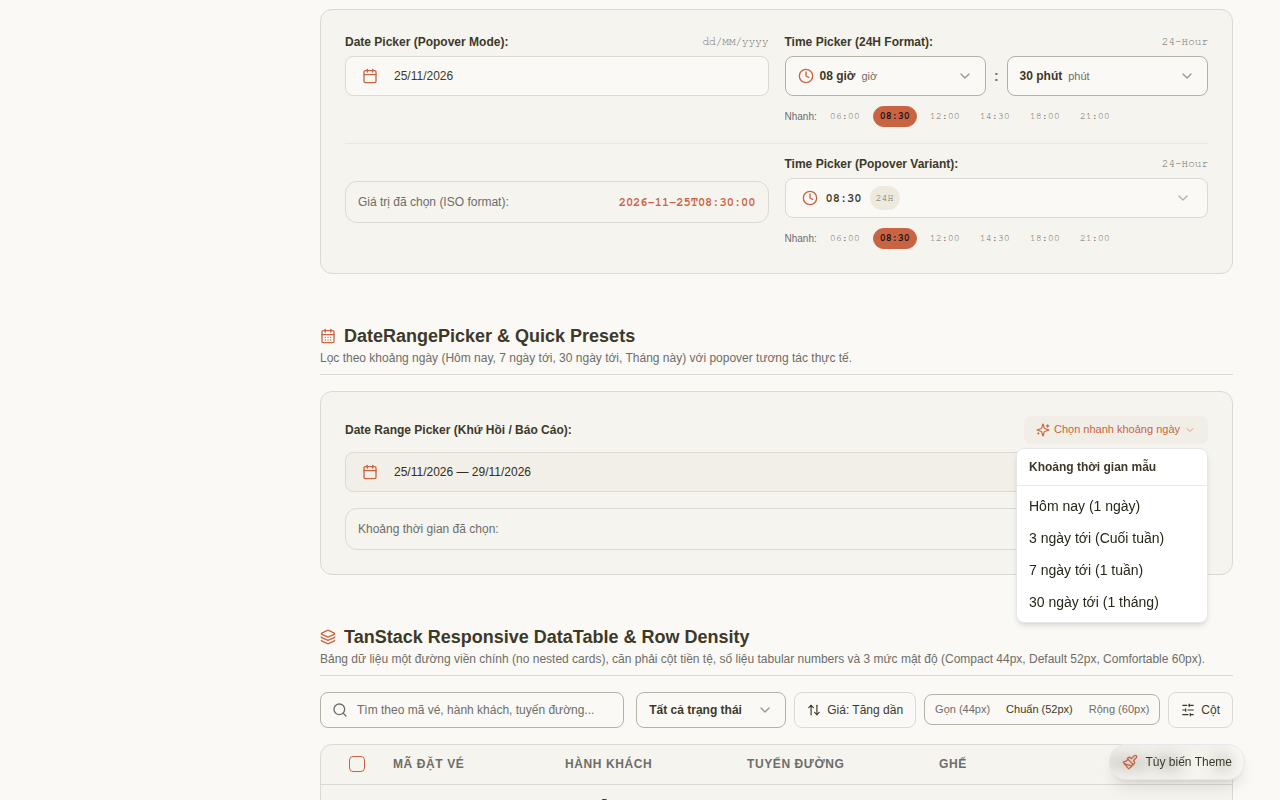 Date Picker (Popover Mode):
dd/MM/yyyy
25/11/2026
Time Picker (24H Format):
24-Hour
08 giờ giờ
:
30 phút phút
Nhanh: 06:00 08:30 12:00 14:30 18:00 21:00
Giá trị đã chọn (ISO format):
2026-11-25T08:30:00
Time Picker (Popover Variant):
24-Hour
08:30 24H
Nhanh: 06:00 08:30 12:00 14:30 18:00 21:00
DateRangePicker & Quick Presets
Lọc theo khoảng ngày (Hôm nay, 7 ngày tới, 30 ngày tới, Tháng này) với popover tương tác thực tế.
Date Range Picker (Khứ Hồi / Báo Cáo):
Chọn nhanh khoảng ngày
25/11/2026 — 29/11/2026
Khoảng thời gian đã chọn:
Khoảng thời gian mẫu
Hôm nay (1 ngày)
3 ngày tới (Cuối tuần)
7 ngày tới (1 tuần)
30 ngày tới (1 tháng)
TanStack Responsive DataTable & Row Density
Bảng dữ liệu một đường viền chính (no nested cards), căn phải cột tiền tệ, số liệu tabular numbers và 3 mức mật độ (Compact 44px, Default 52px, Comfortable 60px).
Tìm theo mã vé, hành khách, tuyến đường...
Tất cả trạng thái
Giá: Tăng dần
Gọn (44px) Chuẩn (52px) Rộng (60px)
Cột
MÃ ĐẶT VÉ HÀNH KHÁCH TUYẾN ĐƯỜNG GHẾ
Tùy biến Theme